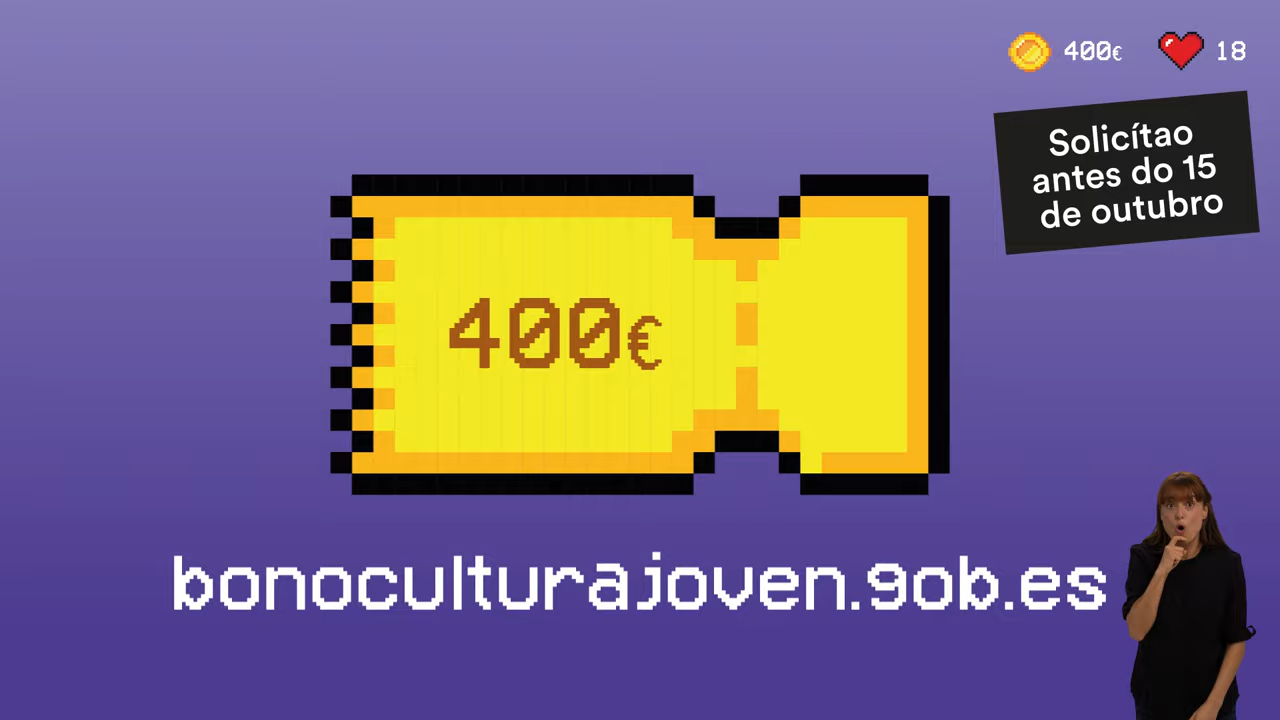 400€ 18
Solicítao
antes do 15
de outubro
400€
bonoculturajoven.gob.es